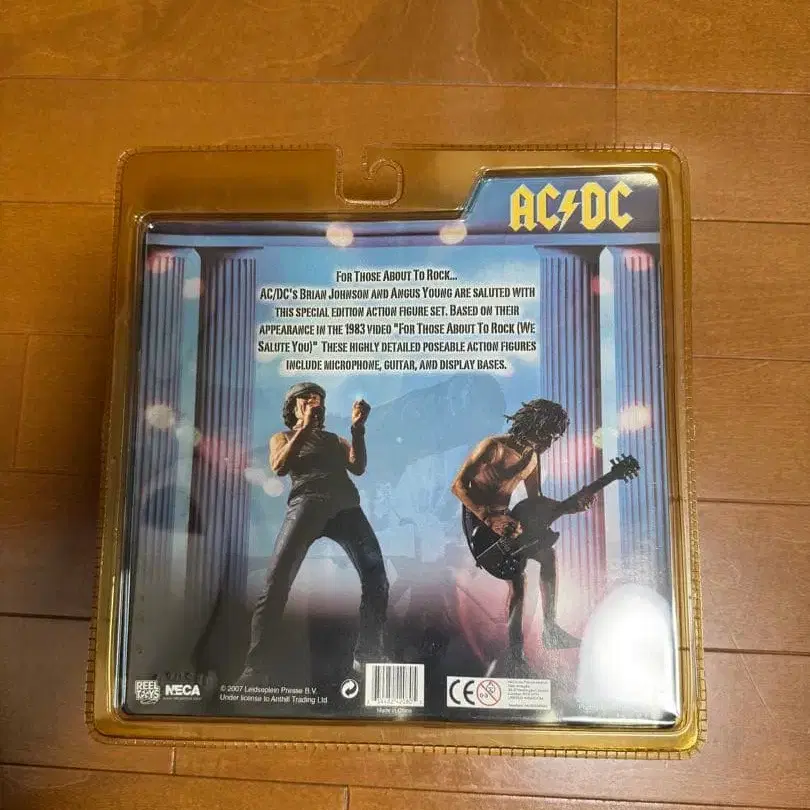 AC⚡DC
FOR THOSE ABOUT TO ROCK...
AC/DC'S BRIAN JOHNSON AND ANGUS YOUNG ARE SALUTED WITH
THIS SPECIAL EDITION ACTION FIGURE SET. BASED ON THEIR
APPEARANCE IN THE 1983 VIDEO "FOR THOSE ABOUT TO ROCK (WE
SALUTE YOU)" THESE HIGHLY DETAILED POSEABLE ACTION FIGURES
INCLUDE MICROPHONE, GUITAR, AND DISPLAY BASES.
REEL TOYS
NECA
© 2007 Leidseplein Presse B.V.
Under license to Anthill Trading Ltd
Made in China
CE